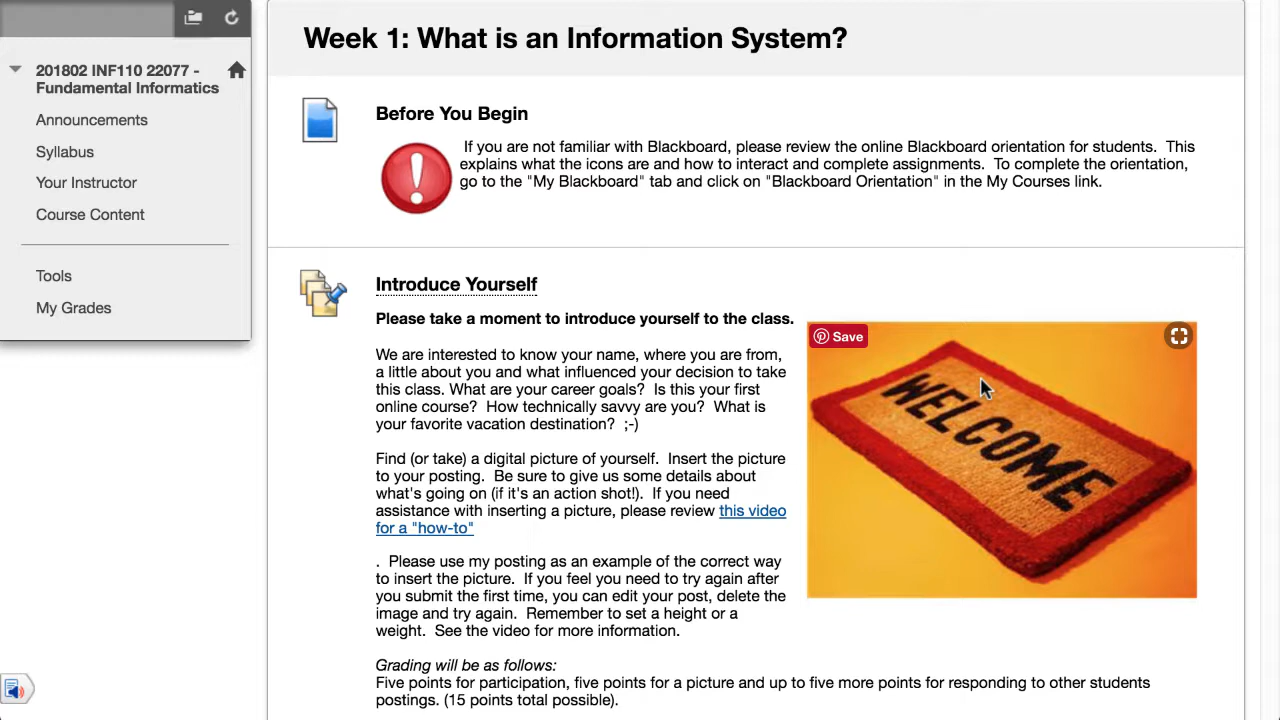 Week 1: What is an Information System?
201802 INF110 22077 -
Fundamental Informatics
Announcements
Syllabus
Your Instructor
Course Content
Tools
My Grades
Before You Begin
If you are not familiar with Blackboard, please review the online Blackboard orientation for students.  This
explains what the icons are and how to interact and complete assignments.  To complete the orientation,
go to the "My Blackboard" tab and click on "Blackboard Orientation" in the My Courses link.
Introduce Yourself
Please take a moment to introduce yourself to the class.
We are interested to know your name, where you are from,
a little about you and what influenced your decision to take
this class. What are your career goals?  Is this your first
online course?  How technically savvy are you?  What is
your favorite vacation destination?  ;-)
Find (or take) a digital picture of yourself.  Insert the picture
to your posting.  Be sure to give us some details about
what's going on (if it's an action shot!).  If you need
assistance with inserting a picture, please review this video
for a "how-to"
.  Please use my posting as an example of the correct way
to insert the picture.  If you feel you need to try again after
you submit the first time, you can edit your post, delete the
image and try again.  Remember to set a height or a
weight.  See the video for more information.
Save
WELCOME
Grading will be as follows:
Five points for participation, five points for a picture and up to five more points for responding to other students
postings. (15 points total possible).